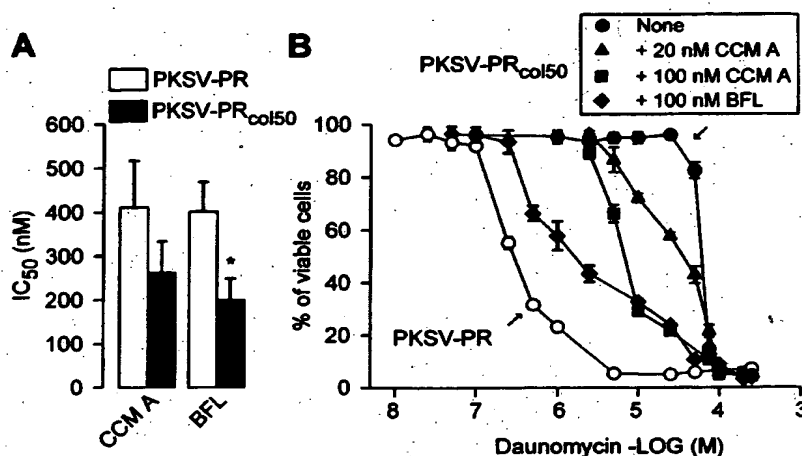 A
PKSV-PR
PKSV-PRcol50
600
500
400
300
200
100
0
IC50 (nM)
CCM A
BFL
*
B
PKSV-PRcol50
None
+ 20 nM CCM A
+ 100 nM CCM A
+ 100 nM BFL
100
80
60
40
20
0
% of viable cells
PKSV-PR
8
7
6
5
4
3
Daunomycin -LOG (M)